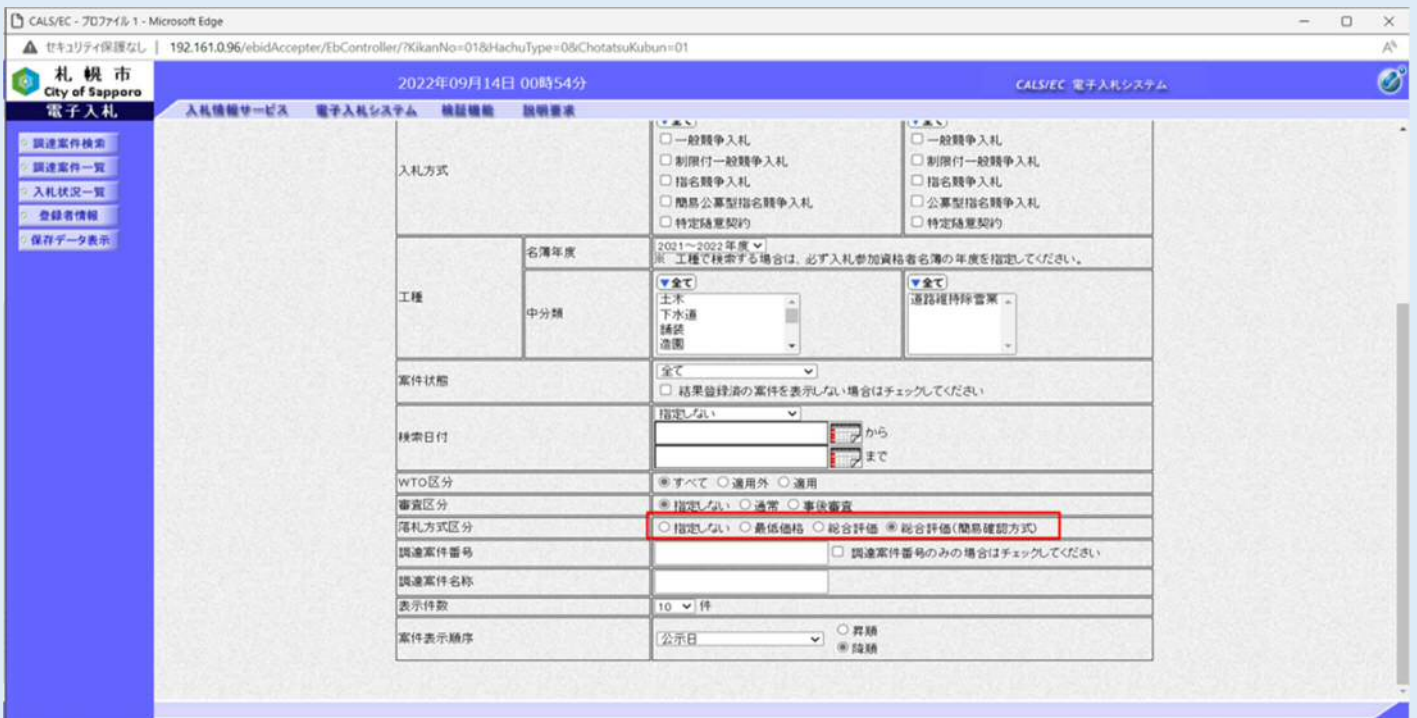 CALS/EC - プロファイル 1 - Microsoft Edge
セキュリティ保護なし | 192.161.0.96/ebidAccepter/EbController/?KikanNo=01&HachuType=0&ChotatsuKubun=01
札幌市
City of Sapporo
2022年09月14日 00時54分
CALS/EC 電子入札システム
電子入札
入札情報サービス 電子入札システム 検証機能 説明要求
調達案件検索
調達案件一覧
入札状況一覧
登録者情報
保存データ表示
▼全て ▼全て
入札方式
□一般競争入札 □一般競争入札
□制限付一般競争入札 □制限付一般競争入札
□指名競争入札 □指名競争入札
□簡易公募型指名競争入札 □公募型指名競争入札
□特定随意契約 □特定随意契約
工種
名簿年度 2021～2022年度
※ 工種で検索する場合は、必ず入札参加資格者名簿の年度を指定してください。
中分類
▼全て ▼全て
土木 道路維持除雪業
下水道
舗装
造園
案件状態 全て
□ 結果登録済の案件を表示しない場合はチェックしてください
検索日付 指定しない
から
まで
WTO区分 ◉すべて ○適用外 ○適用
審査区分 ◉指定しない ○通常 ○事後審査
落札方式区分 ○指定しない ○最低価格 ○総合評価 ◉総合評価(簡易確認方式)
調達案件番号 □ 調達案件番号のみの場合はチェックしてください
調達案件名称
表示件数 10 件
案件表示順序 公示日 ○昇順
◉降順